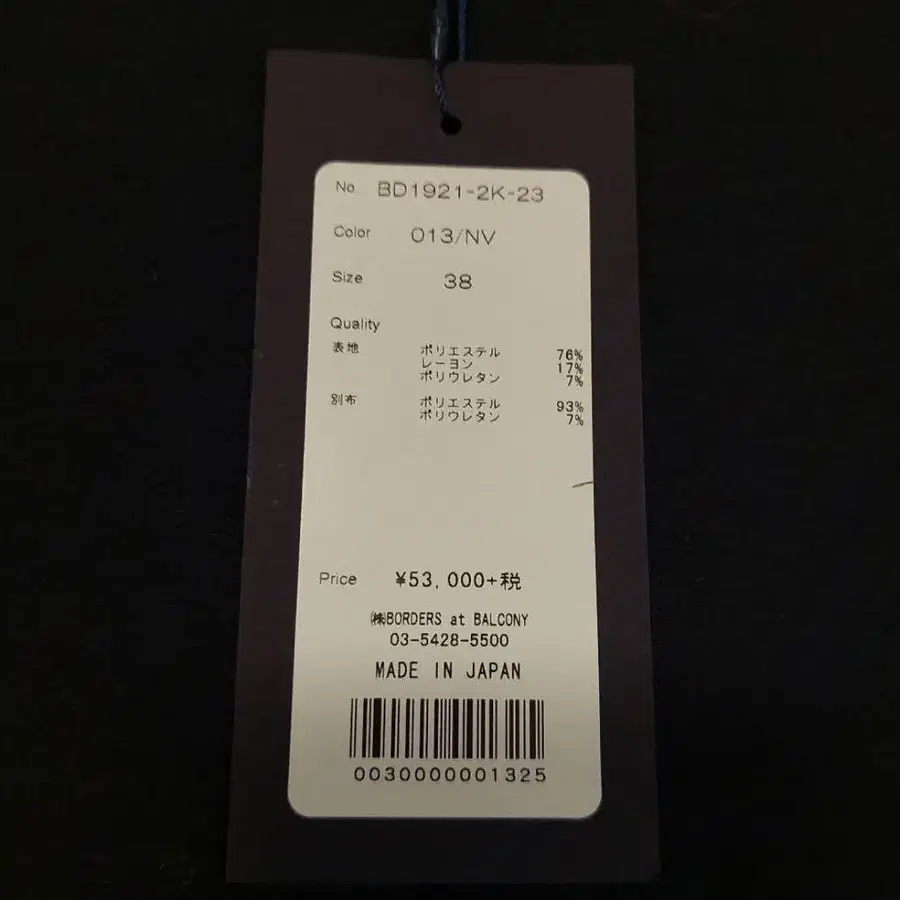 No. BD1921-2K-23
Color 013/NV
Size 38
Quality
表地 ポリエステル 76%
レーヨン 17%
ポリウレタン 7%
別布 ポリエステル 93%
ポリウレタン 7%
Price ¥53,000+税
㈱BORDERS at BALCONY
03-5428-5500
MADE IN JAPAN
0030000001325